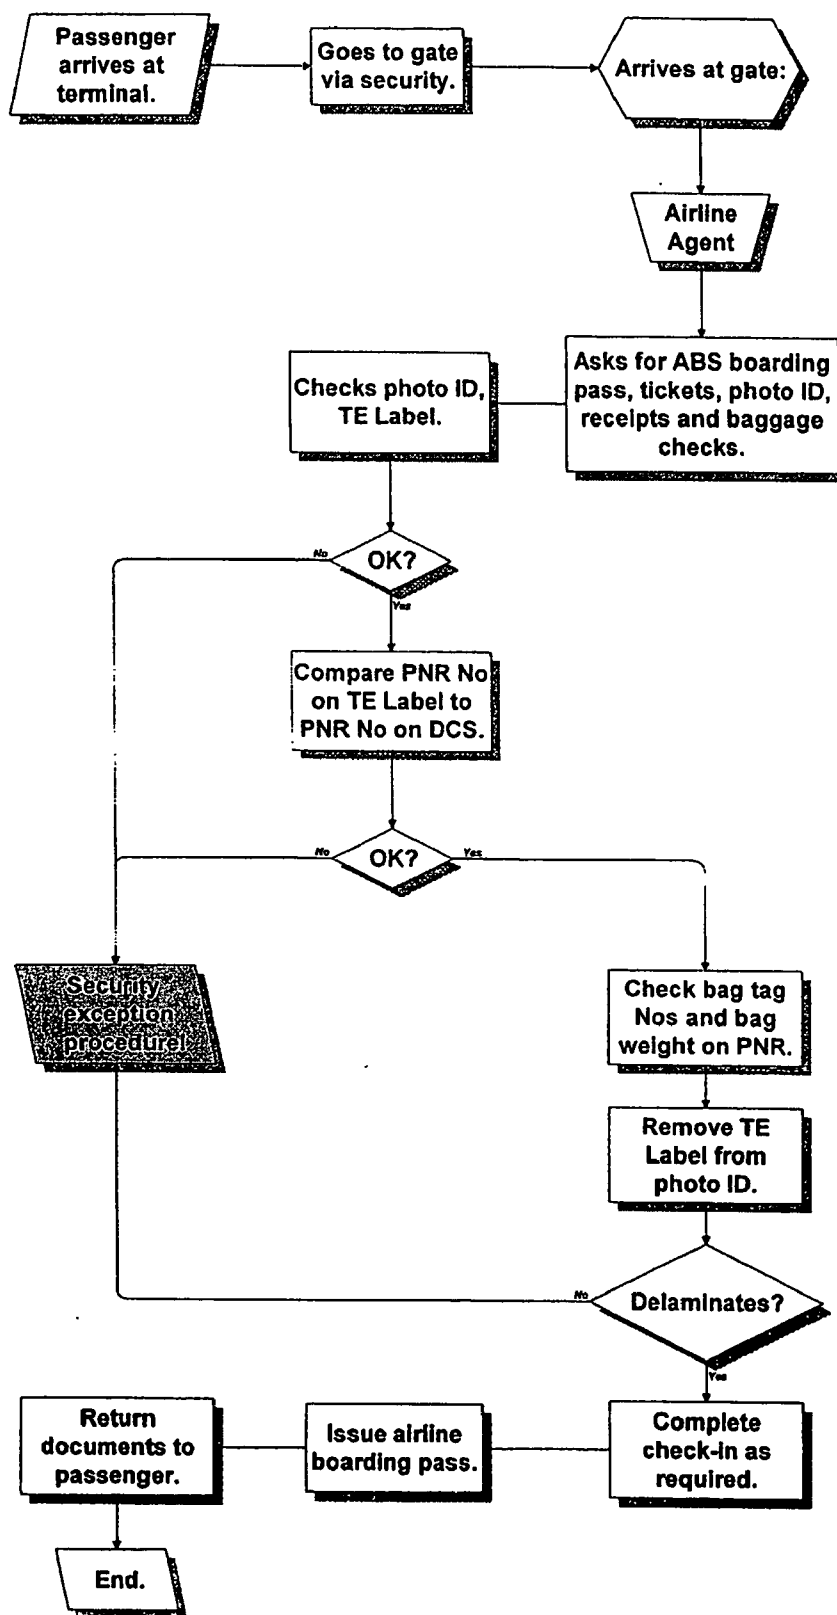 Passenger
arrives at
terminal.
Goes to gate
via security.
Arrives at gate:
Airline
Agent
Asks for ABS boarding
pass, tickets, photo ID,
receipts and baggage
checks.
Checks photo ID,
TE Label.
OK?
No
Yes
Compare PNR No
on TE Label to
PNR No on DCS.
OK?
No
Yes
Security
exception
procedure!
Check bag tag
Nos and bag
weight on PNR.
Remove TE
Label from
photo ID.
Delaminates?
No
Yes
Complete
check-in as
required.
Issue airline
boarding pass.
Return
documents to
passenger.
End.